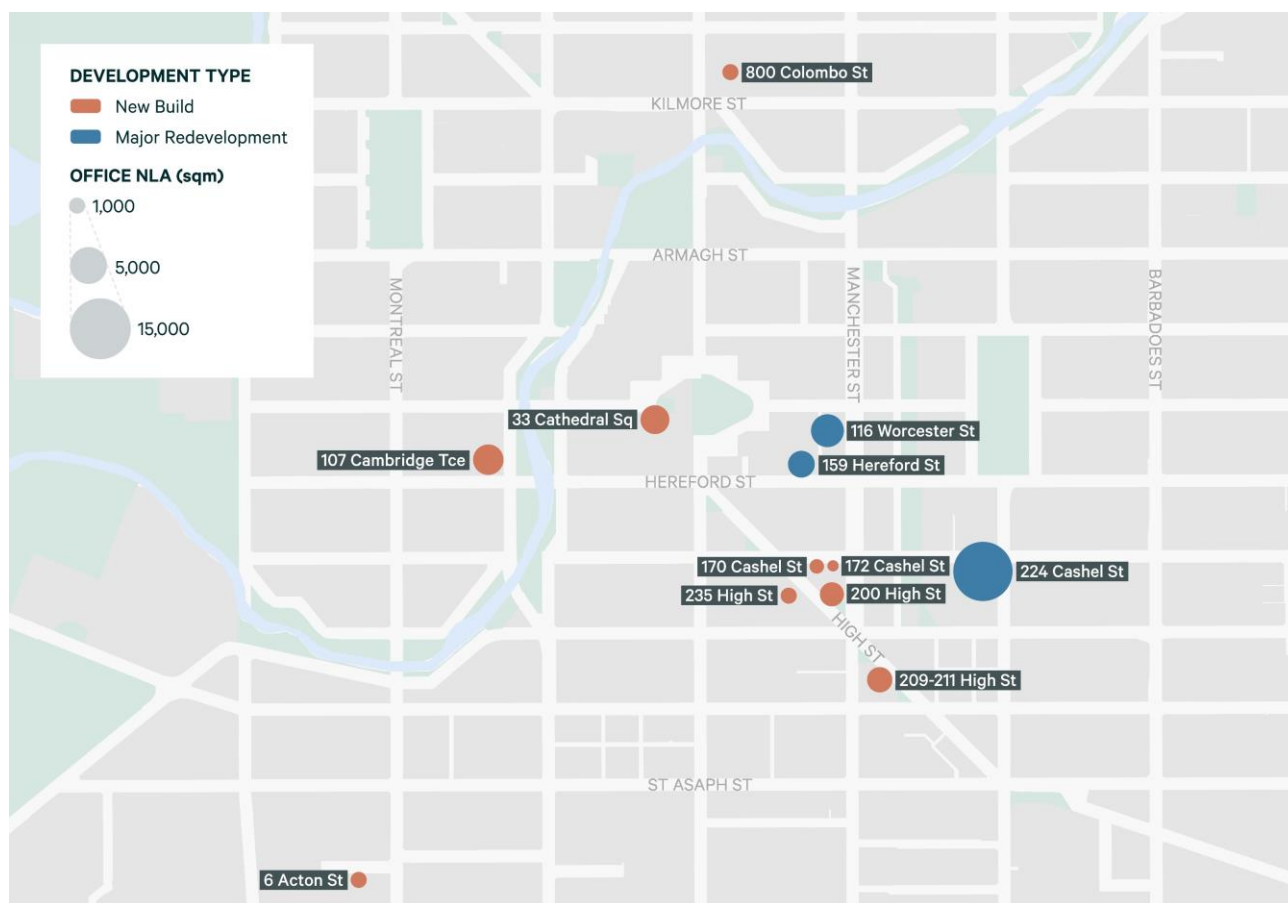 DEVELOPMENT TYPE
New Build
Major Redevelopment
OFFICE NLA (sqm)
1,000
5,000
15,000
800 Colombo St
KILMORE ST
ARMAGH ST
MONTREAL ST
MANCHESTER ST
BARBADOES ST
33 Cathedral Sq
116 Worcester St
107 Cambridge Tce
159 Hereford St
HEREFORD ST
170 Cashel St
172 Cashel St
224 Cashel St
235 High St
200 High St
HIGH ST
209-211 High St
ST ASAPH ST
6 Acton St